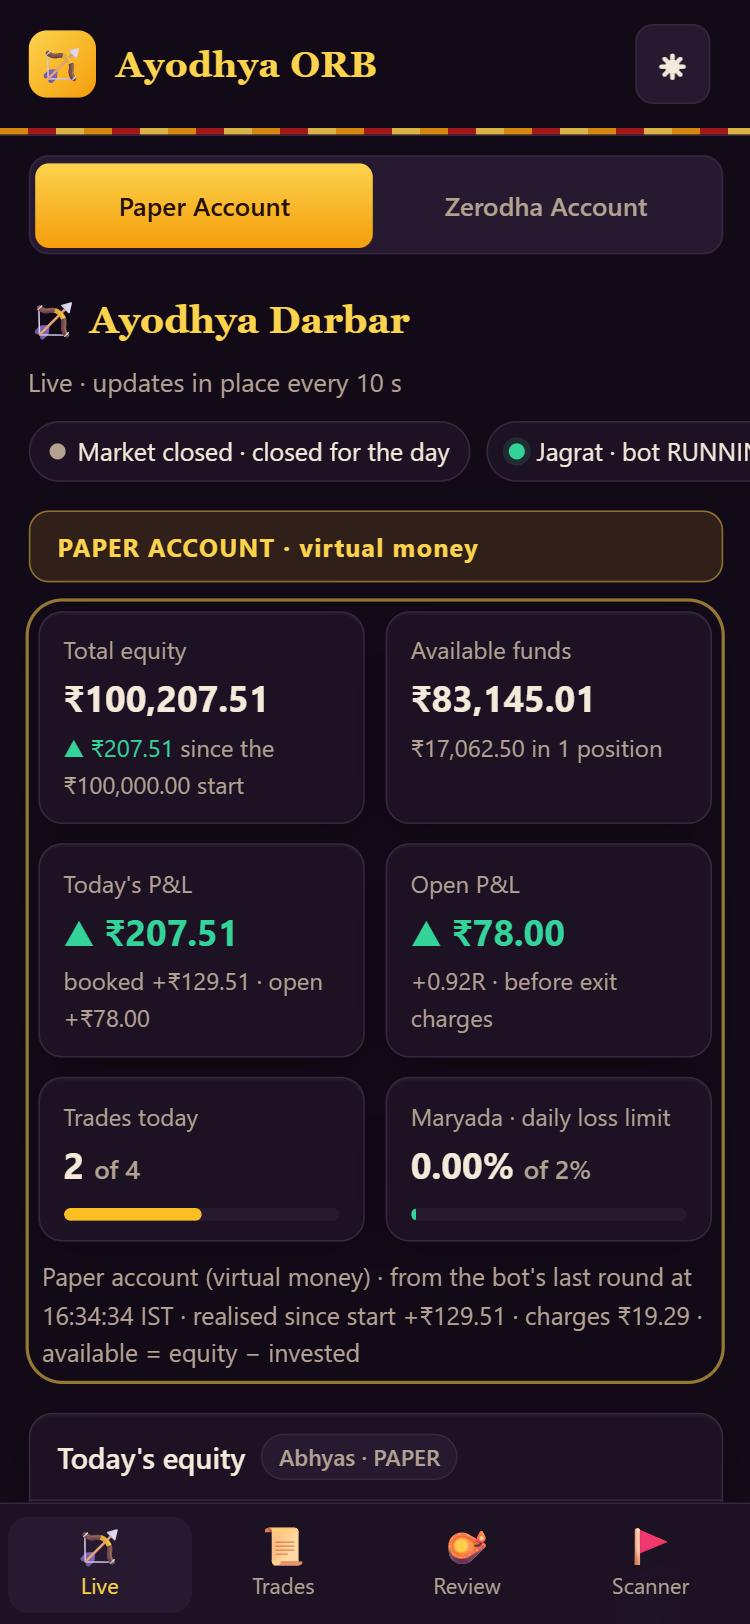 Ayodhya ORB
Paper Account
Zerodha Account
Ayodhya Darbar
Live · updates in place every 10 s
Market closed · closed for the day
Jagrat · bot RUNNIN
PAPER ACCOUNT · virtual money
Total equity
₹100,207.51
▲ ₹207.51 since the
₹100,000.00 start
Available funds
₹83,145.01
₹17,062.50 in 1 position
Today's P&L
▲ ₹207.51
booked +₹129.51 · open
+₹78.00
Open P&L
▲ ₹78.00
+0.92R · before exit
charges
Trades today
2 of 4
Maryada · daily loss limit
0.00% of 2%
Paper account (virtual money) · from the bot's last round at
16:34:34 IST · realised since start +₹129.51 · charges ₹19.29 ·
available = equity − invested
Today's equity
Abhyas · PAPER
Live
Trades
Review
Scanner